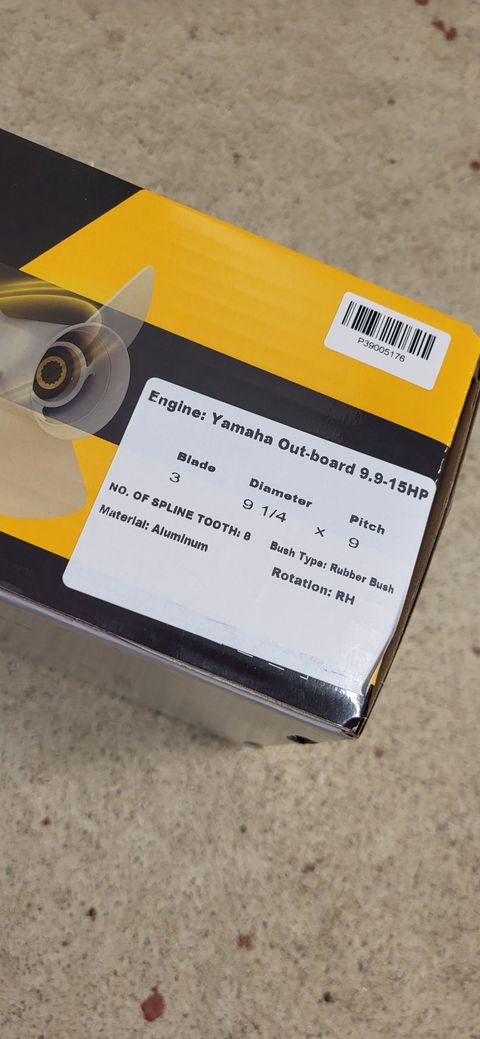 P39005176
Engine: Yamaha Out-board 9.9-15HP
Blade Diameter Pitch
3 9 1/4 x 9
NO. OF SPLINE TOOTH: 8 Bush Type: Rubber Bush
Material: Aluminum Rotation: RH